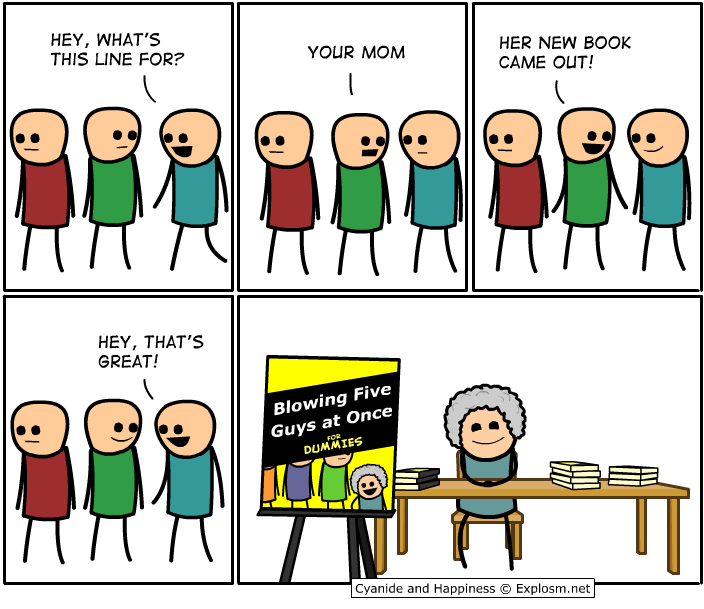 HEY, WHAT'S
THIS LINE FOR?
YOUR MOM
HER NEW BOOK
CAME OUT!
HEY, THAT'S
GREAT!
Blowing Five
Guys at Once
FOR
DUMMIES
Cyanide and Happiness © Explosm.net